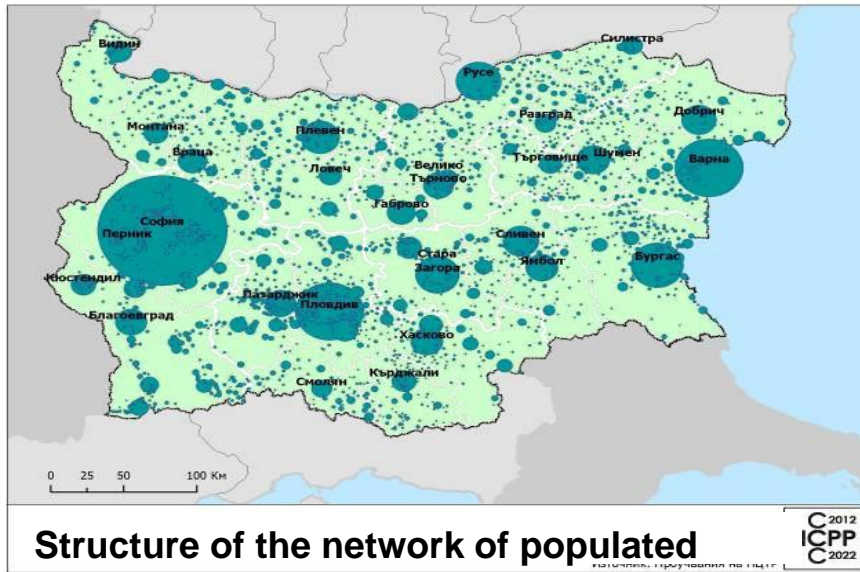 Видин
Силистра
Русе
Монтана
Враца
Плевен
Ловеч
Разград
Добрич
Търговище
Шумен
Варна
Велико
Търново
Габрово
София
Перник
Сливен
Стара
Загора
Ямбол
Бургас
Кюстендил
Пазарджик
Пловдив
Благоевград
Хасково
Смолян
Кърджали
0 25 50 100 Км
Structure of the network of populated
C 2012
ICPP
C 2022